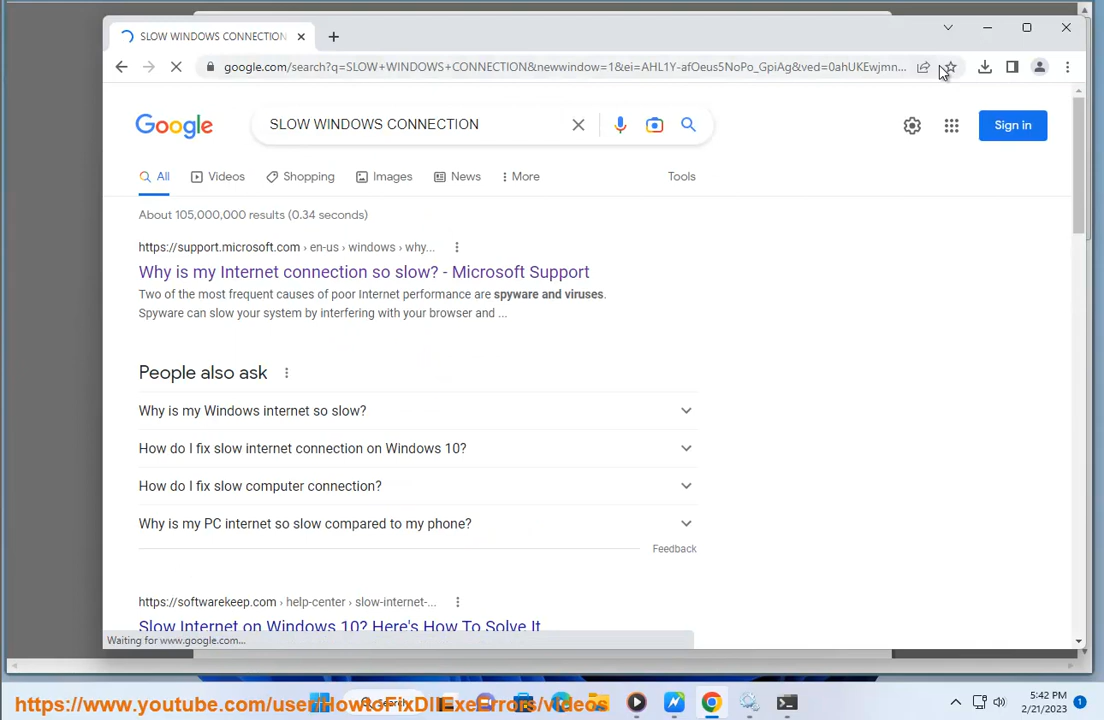 SLOW WINDOWS CONNECTION
google.com/search?q=SLOW+WINDOWS+CONNECTION&newwindow=1&ei=AHL1Y-afOeus5NoPo_GpiAg&ved=0ahUKEwjmn...
Google
SLOW WINDOWS CONNECTION
Sign in
All Videos Shopping Images News More Tools
About 105,000,000 results (0.34 seconds)
https://support.microsoft.com › en-us › windows › why...
Why is my Internet connection so slow? - Microsoft Support
Two of the most frequent causes of poor Internet performance are spyware and viruses.
Spyware can slow your system by interfering with your browser and ...
People also ask
Why is my Windows internet so slow?
How do I fix slow internet connection on Windows 10?
How do I fix slow computer connection?
Why is my PC internet so slow compared to my phone?
Feedback
https://softwarekeep.com › help-center › slow-internet-...
Slow Internet on Windows 10? Here's How To Solve It
Waiting for www.google.com...
https://www.youtube.com/user/HowtoFixDllExeErrors/videos
Search
5:42 PM
2/21/2023
1